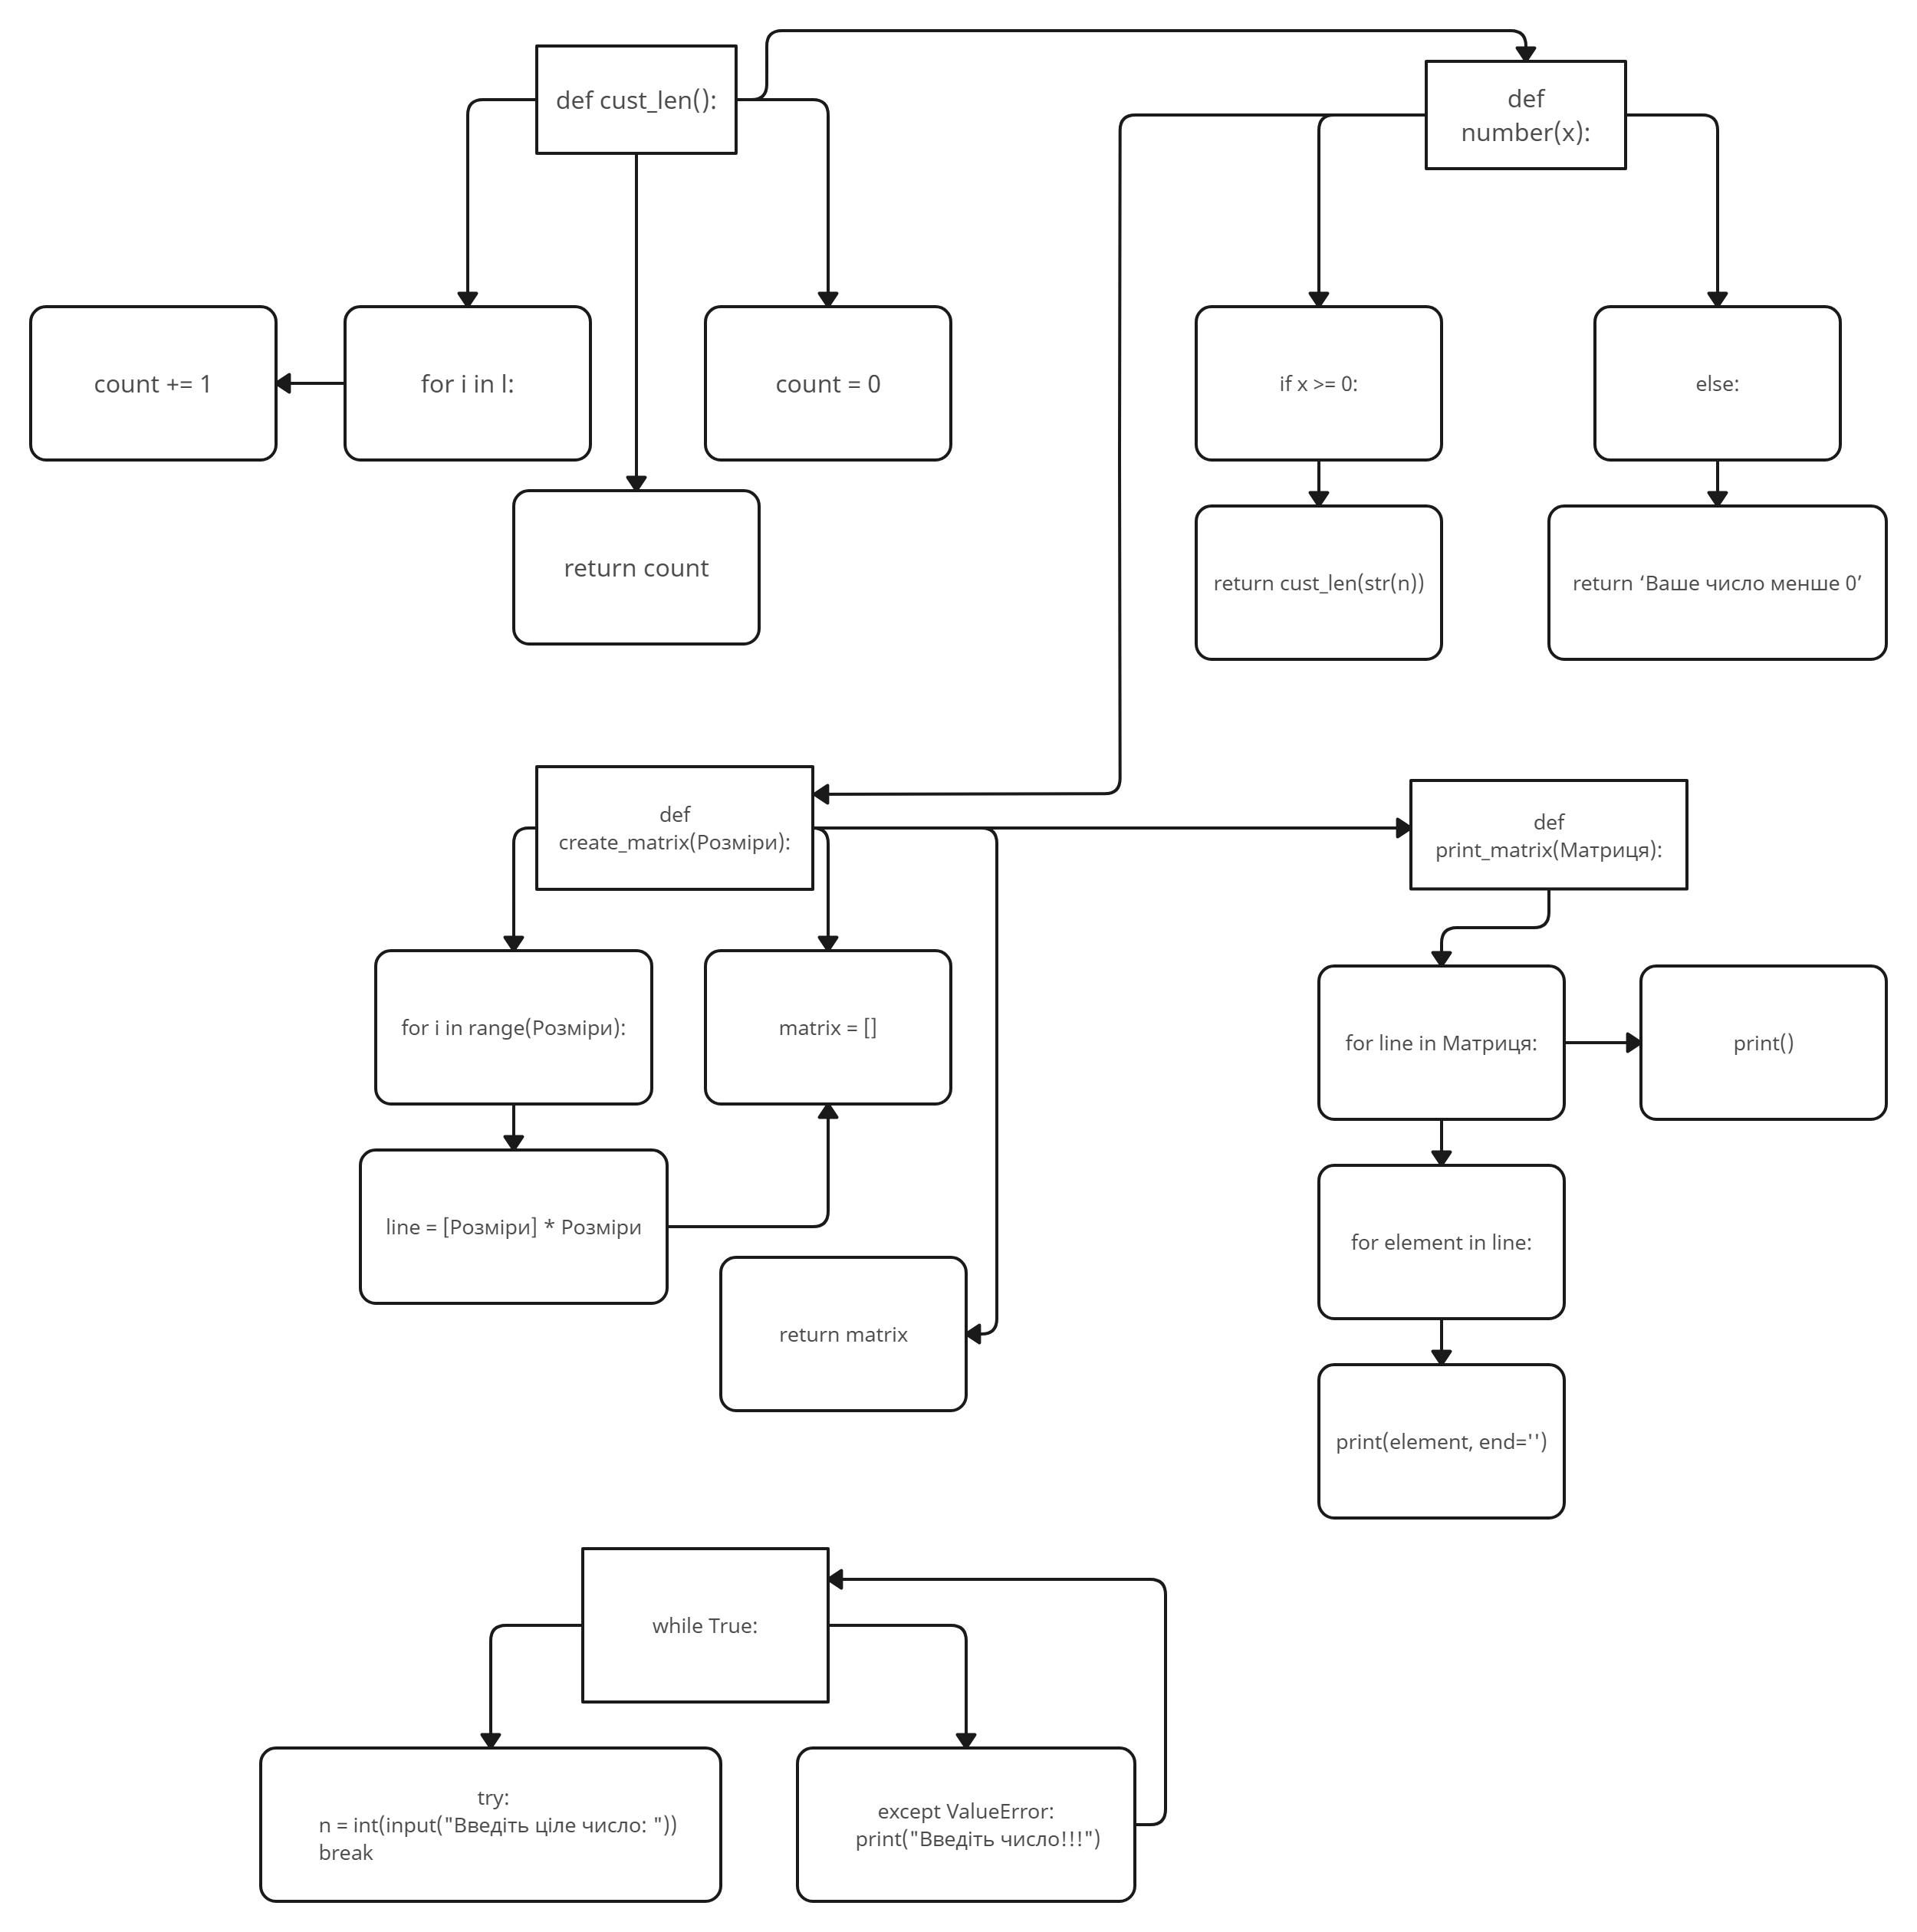 def cust_len():
def
number(x):
count += 1
for i in l:
count = 0
if x >= 0:
else:
return count
return cust_len(str(n))
return ‘Ваше число менше 0’
def
create_matrix(Розміри):
def
print_matrix(Матриця):
for i in range(Розміри):
matrix = []
for line in Матриця:
print()
line = [Розміри] * Розміри
for element in line:
return matrix
print(element, end='')
while True:
try:
n = int(input("Введіть ціле число: "))
break
except ValueError:
print("Введіть число!!!")